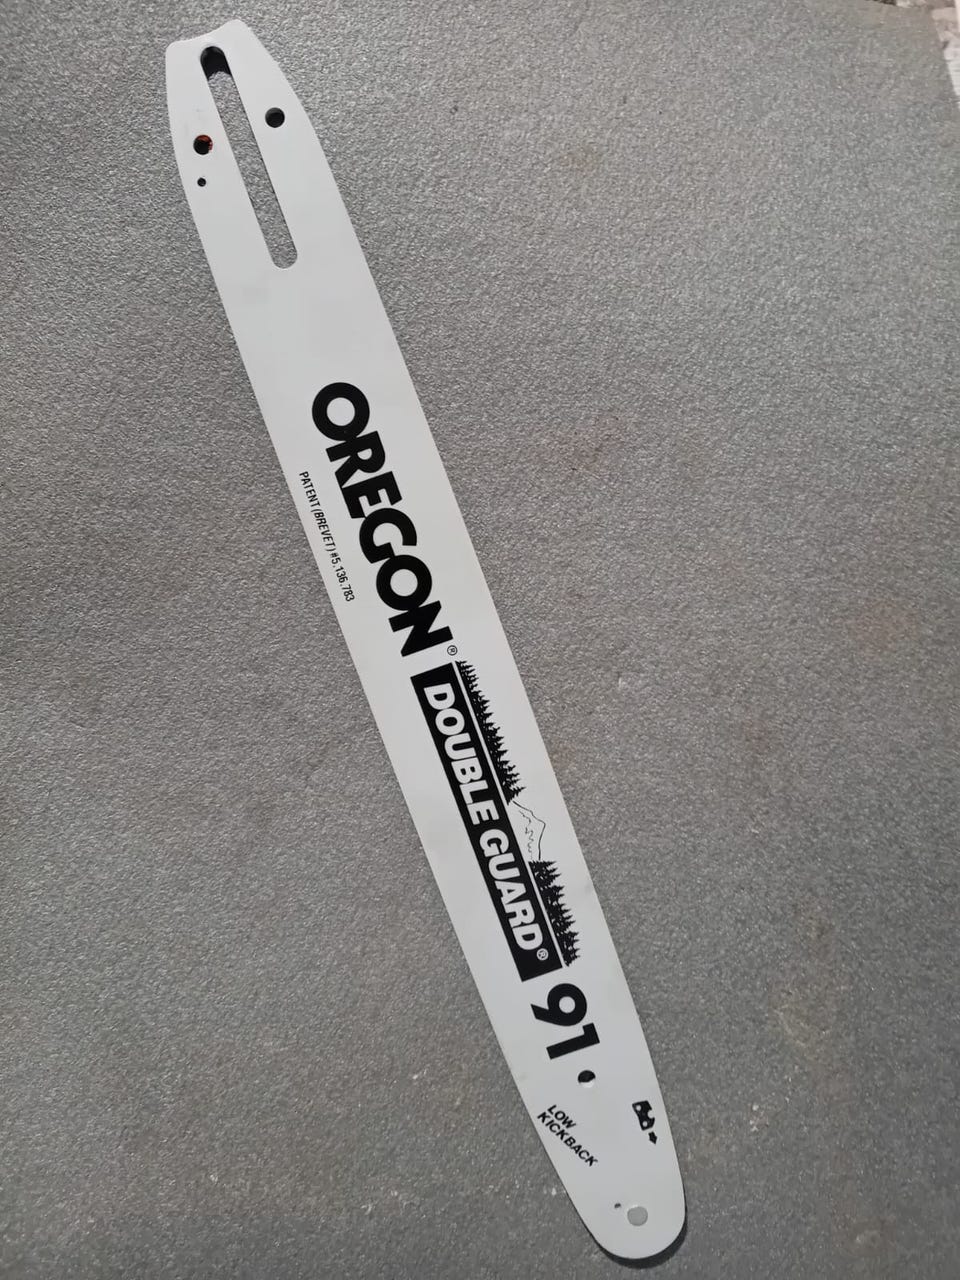 OREGON®
PATENT (BREVET) #5,136,783
DOUBLE GUARD®
91
LOW
KICKBACK